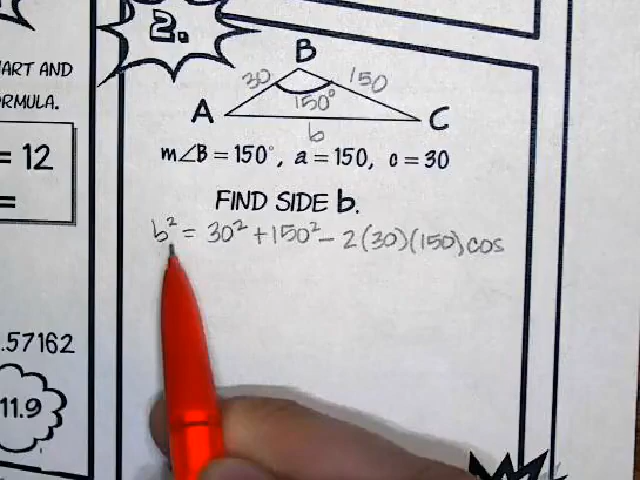 2.
ART AND
RMULA.
= 12
=
.57162
11.9
B
30
150
150°
A
C
b
m∠B = 150°, a = 150, c = 30
FIND SIDE b.
b² = 30² + 150² - 2(30)(150)cos